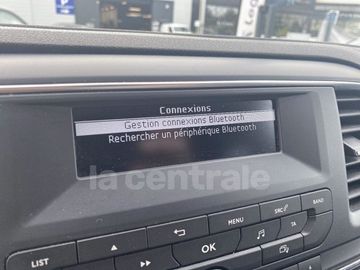 Connexions
Gestion connexions Bluetooth
Rechercher un périphérique Bluetooth
la centrale
LIST
MENU
SRC
BAND
TA
OK